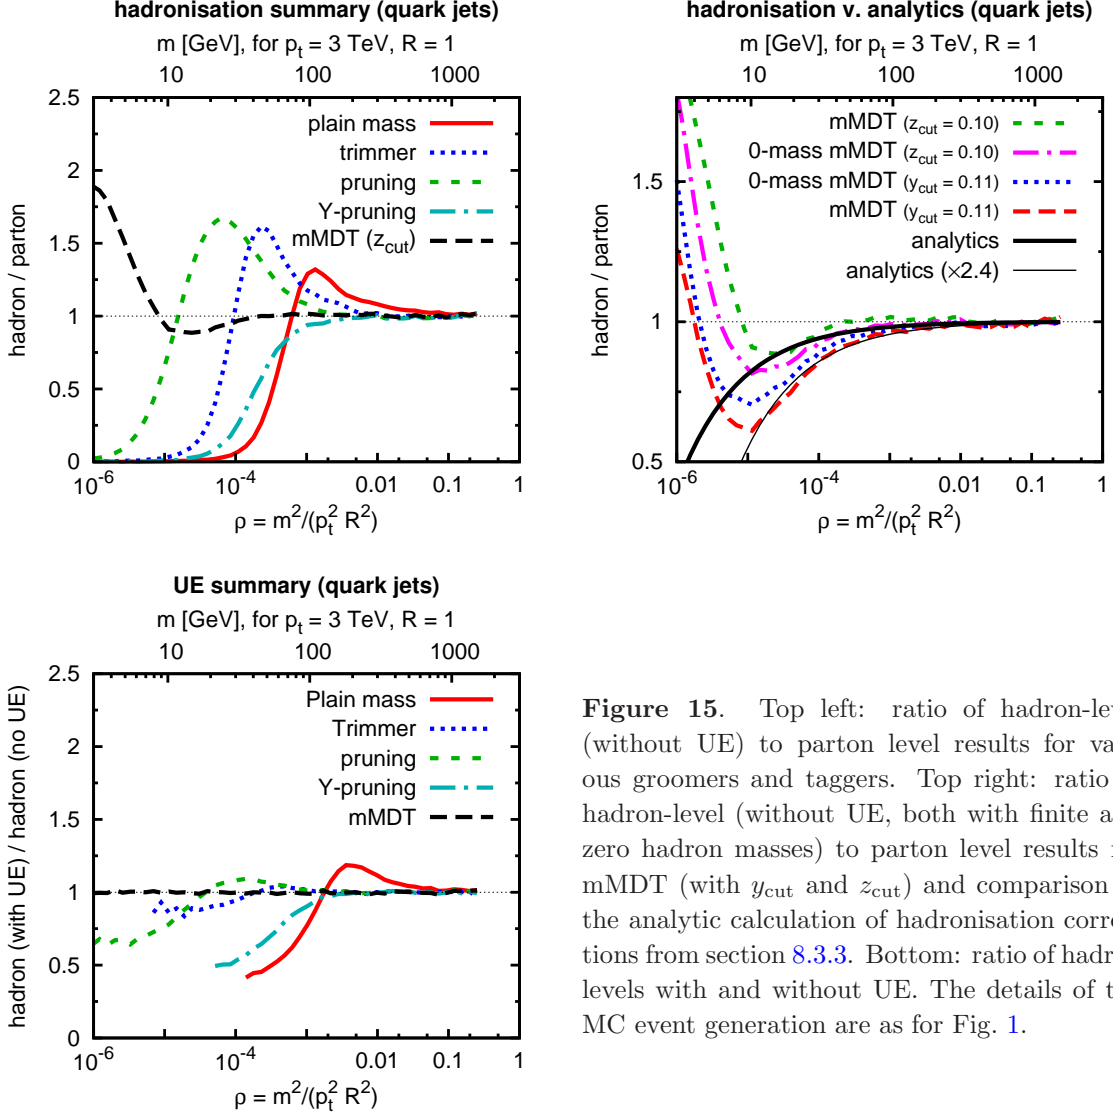 hadronisation summary (quark jets)
m [GeV], for pt = 3 TeV, R = 1
10 100 1000
hadron / parton
2.5
2
1.5
1
0.5
0
plain mass
trimmer
pruning
Y-pruning
mMDT (zcut)
10-6 10-4 0.01 0.1 1
ρ = m2/(pt2 R2)
hadronisation v. analytics (quark jets)
m [GeV], for pt = 3 TeV, R = 1
10 100 1000
hadron / parton
1.5
1
0.5
mMDT (zcut = 0.10)
0-mass mMDT (zcut = 0.10)
0-mass mMDT (ycut = 0.11)
mMDT (ycut = 0.11)
analytics
analytics (×2.4)
10-6 10-4 0.01 0.1 1
ρ = m2/(pt2 R2)
UE summary (quark jets)
m [GeV], for pt = 3 TeV, R = 1
10 100 1000
hadron (with UE) / hadron (no UE)
2.5
2
1.5
1
0.5
0
Plain mass
Trimmer
pruning
Y-pruning
mMDT
10-6 10-4 0.01 0.1 1
ρ = m2/(pt2 R2)
Figure 15. Top left: ratio of hadron-lev
(without UE) to parton level results for va
ous groomers and taggers. Top right: ratio
hadron-level (without UE, both with finite a
zero hadron masses) to parton level results
mMDT (with ycut and zcut) and comparison
the analytic calculation of hadronisation corre
tions from section 8.3.3. Bottom: ratio of hadr
levels with and without UE. The details of t
MC event generation are as for Fig. 1.